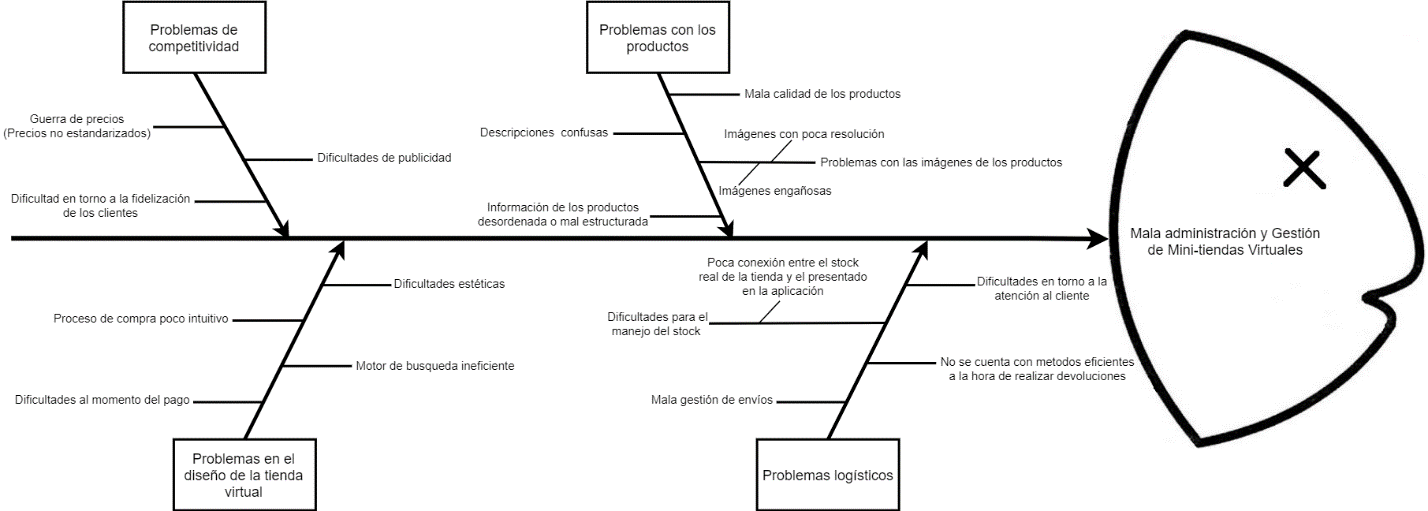 Problemas de
competitividad
Problemas con los
productos
Guerra de precios
(Precios no estandarizados)
Dificultades de publicidad
Dificultad en torno a la fidelización
de los clientes
Mala calidad de los productos
Descripciones confusas
Imágenes con poca resolución
Problemas con las imágenes de los productos
Imágenes engañosas
Información de los productos
desordenada o mal estructurada
Mala administración y Gestión
de Mini-tiendas Virtuales
Dificultades estéticas
Proceso de compra poco intuitivo
Motor de busqueda ineficiente
Dificultades al momento del pago
Poca conexión entre el stock
real de la tienda y el presentado
en la aplicación
Dificultades en torno a la
atención al cliente
Dificultades para el
manejo del stock
No se cuenta con metodos eficientes
a la hora de realizar devoluciones
Mala gestión de envíos
Problemas en el
diseño de la tienda
virtual
Problemas logísticos